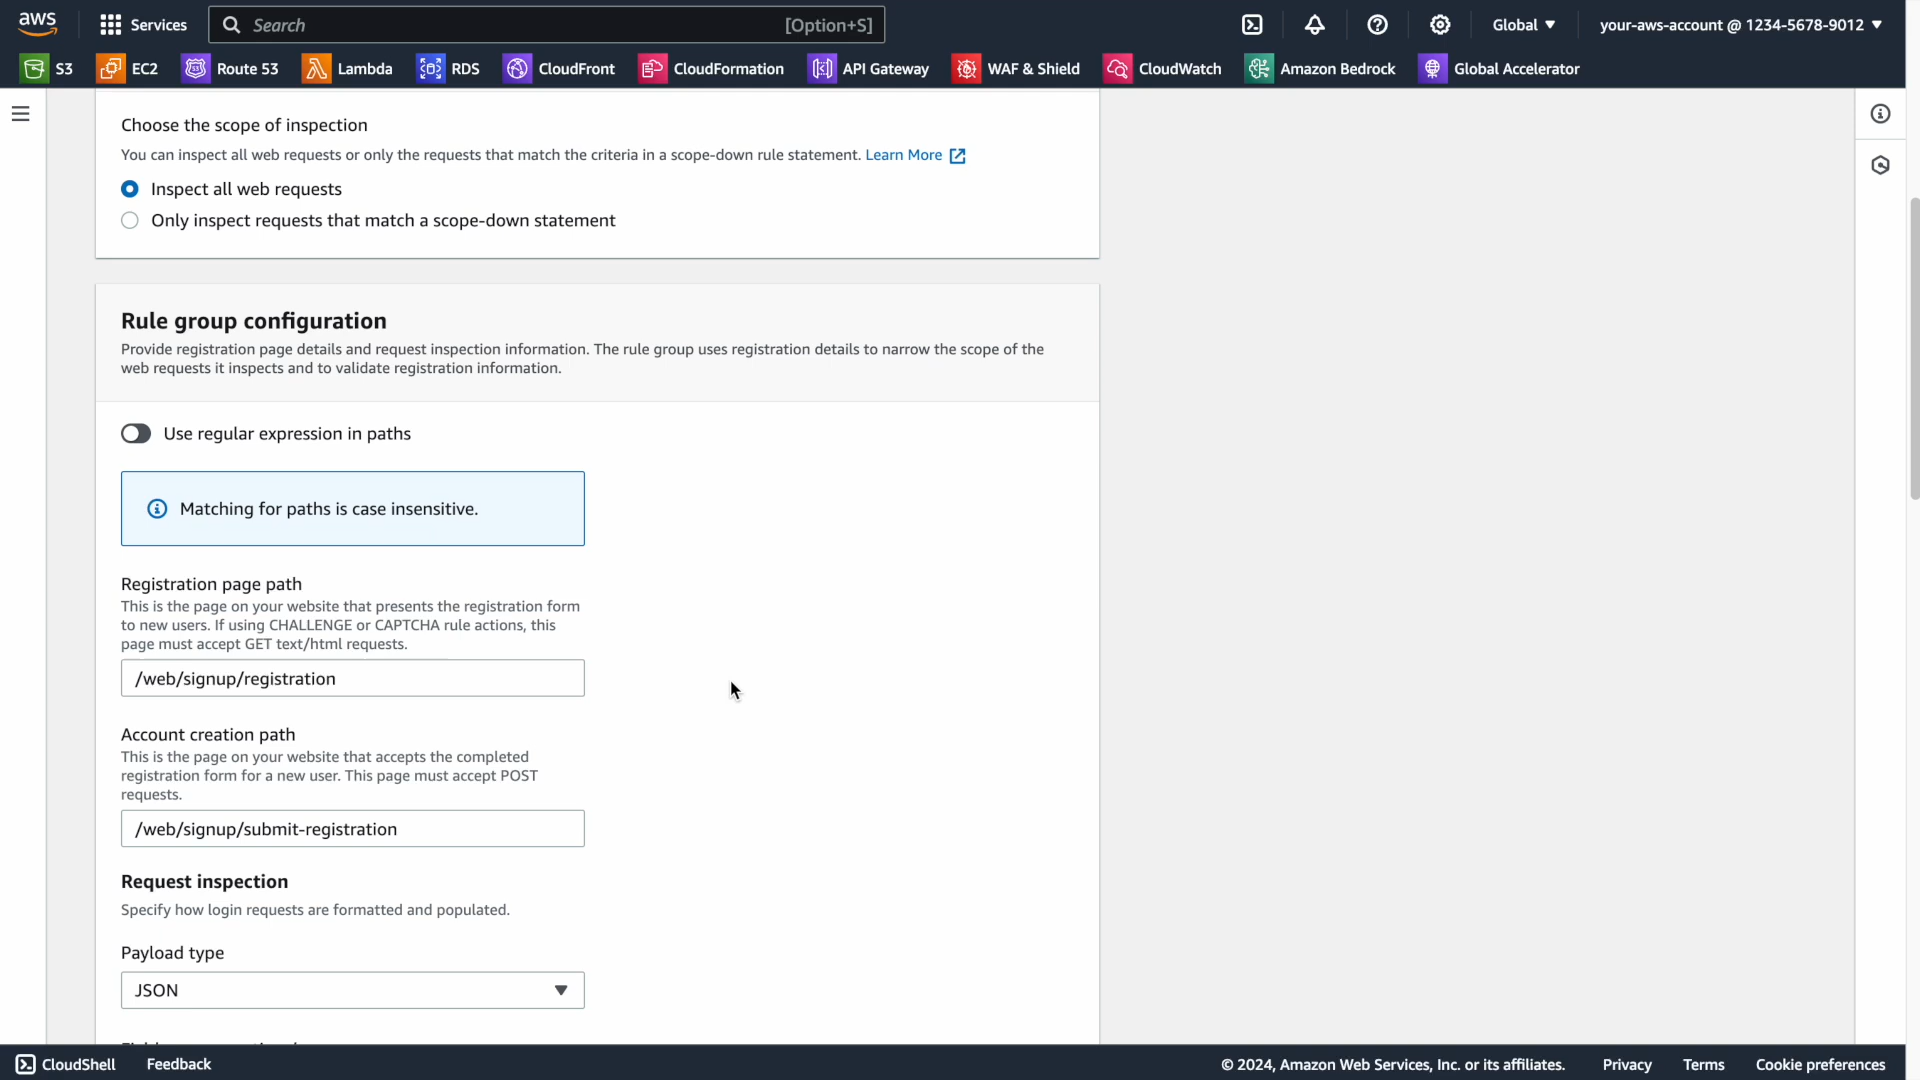 aws Services Search [Option+S] Global your-aws-account @ 1234-5678-9012
S3 EC2 Route 53 Lambda RDS CloudFront CloudFormation API Gateway WAF & Shield CloudWatch Amazon Bedrock Global Accelerator
Choose the scope of inspection
You can inspect all web requests or only the requests that match the criteria in a scope-down rule statement. Learn More
Inspect all web requests
Only inspect requests that match a scope-down statement
Rule group configuration
Provide registration page details and request inspection information. The rule group uses registration details to narrow the scope of the
web requests it inspects and to validate registration information.
Use regular expression in paths
Matching for paths is case insensitive.
Registration page path
This is the page on your website that presents the registration form
to new users. If using CHALLENGE or CAPTCHA rule actions, this
page must accept GET text/html requests.
/web/signup/registration
Account creation path
This is the page on your website that accepts the completed
registration form for a new user. This page must accept POST
requests.
/web/signup/submit-registration
Request inspection
Specify how login requests are formatted and populated.
Payload type
JSON
CloudShell Feedback © 2024, Amazon Web Services, Inc. or its affiliates. Privacy Terms Cookie preferences